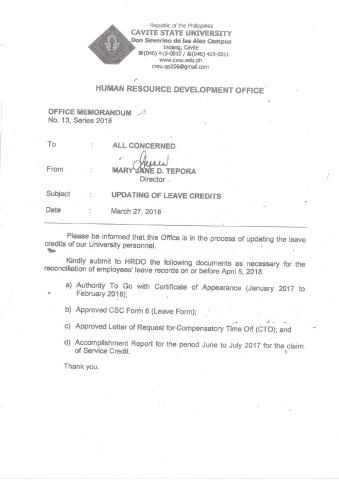 Republic of the Philippines
CAVITE STATE UNIVERSITY
Don Severino de las Alas Campus
Indang, Cavite
☎(046) 415-0010 / ☎(046) 415-0011
www.cvsu.edu.ph
HUMAN RESOURCE DEVELOPMENT OFFICE
OFFICE MEMORANDUM
No. 13, Series 2018
To : ALL CONCERNED
From : MARY JANE D. TEPORA
Director
Subject : UPDATING OF LEAVE CREDITS
Date : March 27, 2018
Please be informed that this Office is in the process of updating the leave
credits of our University personnel.
Kindly submit to HRDO the following documents as necessary for the
reconciliation of employees' leave records on or before April 5, 2018:
a) Authority To Go with Certificate of Appearance (January 2017 to
February 2018);
b) Approved CSC Form 6 (Leave Form);
c) Approved Letter of Request for Compensatory Time Off (CTO); and
d) Accomplishment Report for the period June to July 2017 for the claim
of Service Credit.
Thank you.